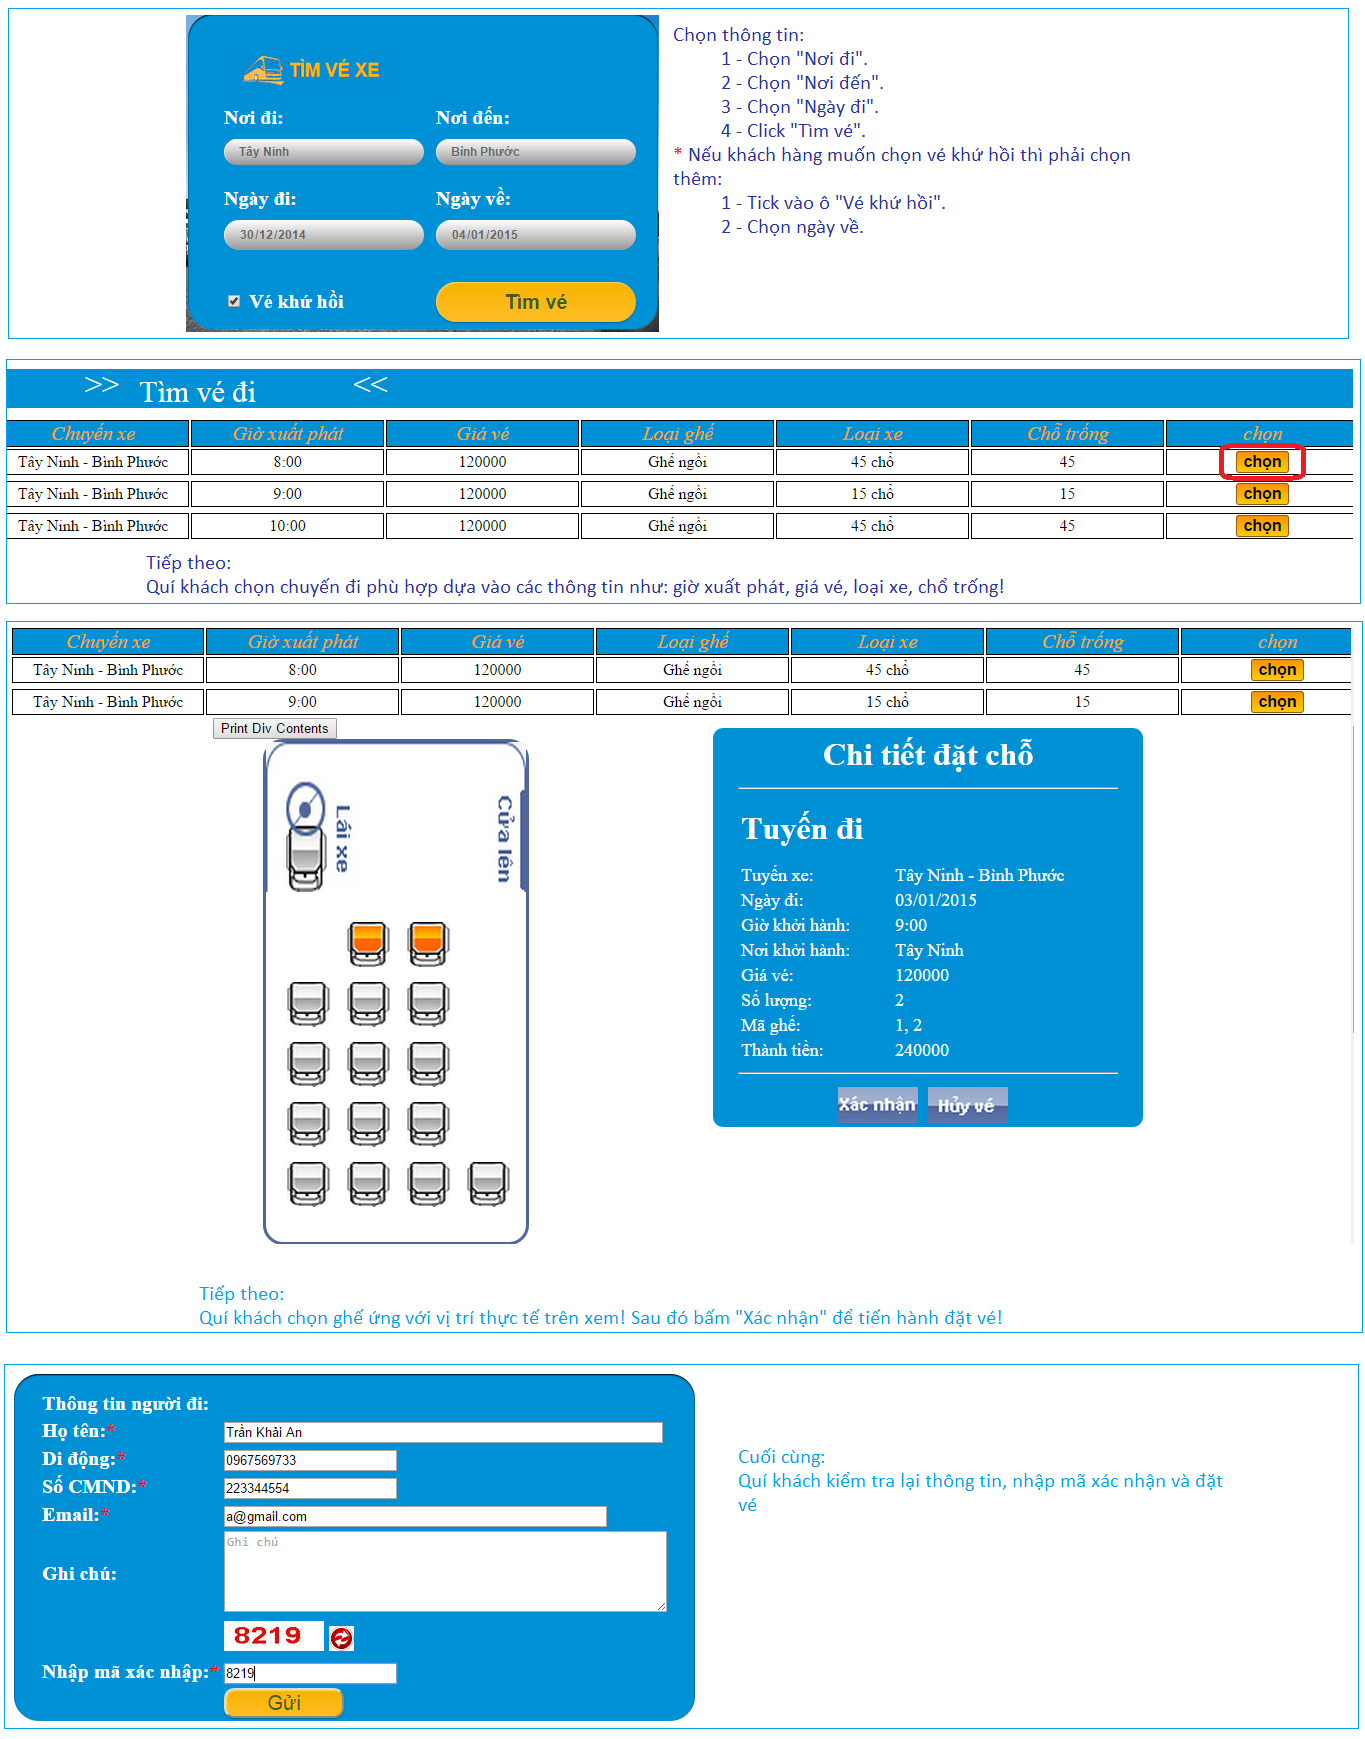 TÌM VÉ XE
Nơi đi:
Nơi đến:
Tây Ninh
Bình Phước
Ngày đi:
Ngày về:
30/12/2014
04/01/2015
Vé khứ hồi
Tìm vé
Chọn thông tin:
1 - Chọn "Nơi đi".
2 - Chọn "Nơi đến".
3 - Chọn "Ngày đi".
4 - Click "Tìm vé".
* Nếu khách hàng muốn chọn vé khứ hồi thì phải chọn
thêm:
1 - Tick vào ô "Vé khứ hồi".
2 - Chọn ngày về.
>> Tìm vé đi <<
Chuyến xe Giờ xuất phát Giá vé Loại ghế Loại xe Chỗ trống chọn
Tây Ninh - Bình Phước 8:00 120000 Ghế ngồi 45 chổ 45 chọn
Tây Ninh - Bình Phước 9:00 120000 Ghế ngồi 15 chổ 15 chọn
Tây Ninh - Bình Phước 10:00 120000 Ghế ngồi 45 chổ 45 chọn
Tiếp theo:
Quí khách chọn chuyến đi phù hợp dựa vào các thông tin như: giờ xuất phát, giá vé, loại xe, chổ trống!
Chuyến xe Giờ xuất phát Giá vé Loại ghế Loại xe Chỗ trống chọn
Tây Ninh - Bình Phước 8:00 120000 Ghế ngồi 45 chổ 45 chọn
Tây Ninh - Bình Phước 9:00 120000 Ghế ngồi 15 chổ 15 chọn
Print Div Contents
Lái xe
Cửa lên
Chi tiết đặt chỗ
Tuyến đi
Tuyến xe: Tây Ninh - Bình Phước
Ngày đi: 03/01/2015
Giờ khởi hành: 9:00
Nơi khởi hành: Tây Ninh
Giá vé: 120000
Số lượng: 2
Mã ghế: 1, 2
Thành tiền: 240000
Xác nhận Hủy vé
Tiếp theo:
Quí khách chọn ghế ứng với vị trí thực tế trên xem! Sau đó bấm "Xác nhận" để tiến hành đặt vé!
Thông tin người đi:
Họ tên:* Trần Khải An
Di động:* 0967569733
Số CMND:* 223344554
Email:* a@gmail.com
Ghi chú: Ghi chú
8219
Nhập mã xác nhập:* 8219
Gửi
Cuối cùng:
Quí khách kiểm tra lại thông tin, nhập mã xác nhận và đặt
vé